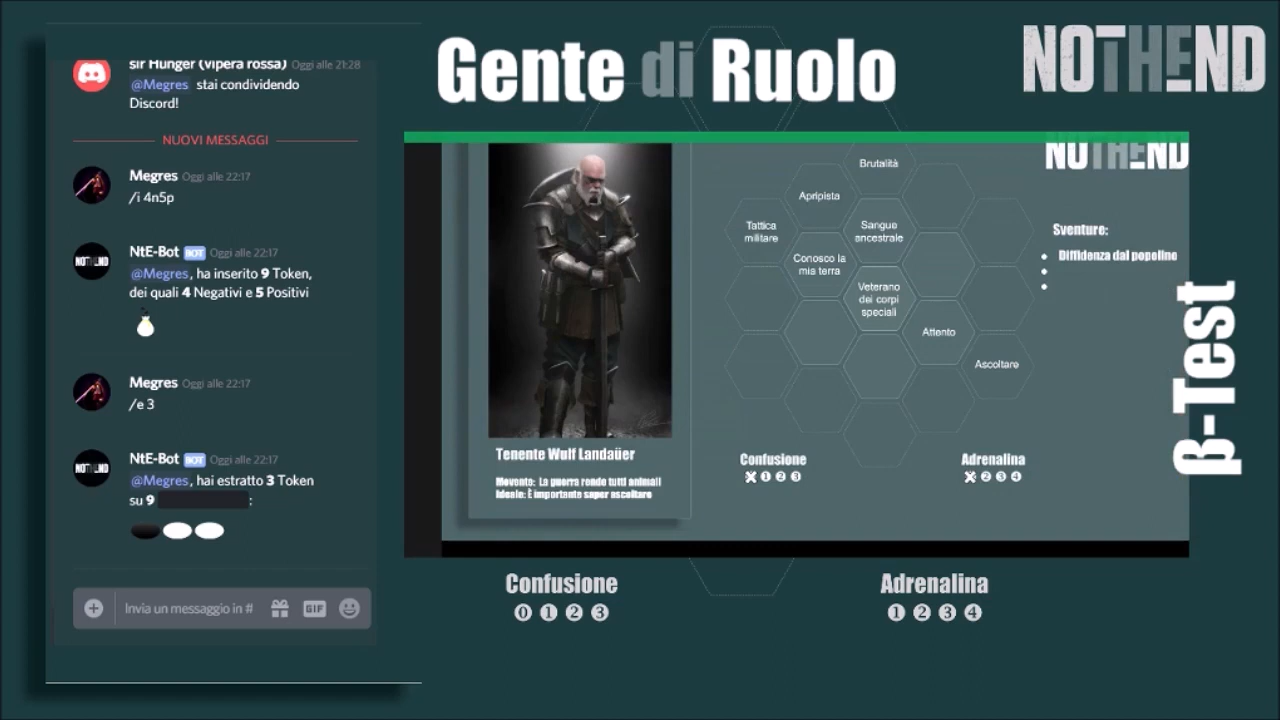 sir Hunger (vipera rossa) Oggi alle 21:28
@Megres stai condividendo
Discord!
NUOVI MESSAGGI
Megres Oggi alle 22:17
/i 4n5p
NtE-Bot BOT Oggi alle 22:17
@Megres, ha inserito 9 Token,
dei quali 4 Negativi e 5 Positivi
Megres Oggi alle 22:17
/e 3
NtE-Bot BOT Oggi alle 22:17
@Megres, hai estratto 3 Token
su 9 :
Invia un messaggio in #
GIF
Gente di Ruolo
NOTHEND
NOTHEND
Brutalità
Apripista
Tattica
militare
Sangue
ancestrale
Conosco la
mia terra
Veterano
dei corpi
speciali
Attento
Ascoltare
Sventure:
Diffidenza dal popolino
Tenente Wulf Landaüer
Movente: La guerra rende tutti animali
Ideale: È importante saper ascoltare
Confusione
X 1 2 3
Adrenalina
X 2 3 4
Confusione
0 1 2 3
Adrenalina
1 2 3 4
β-Test
NOTHEND
NOTHEND